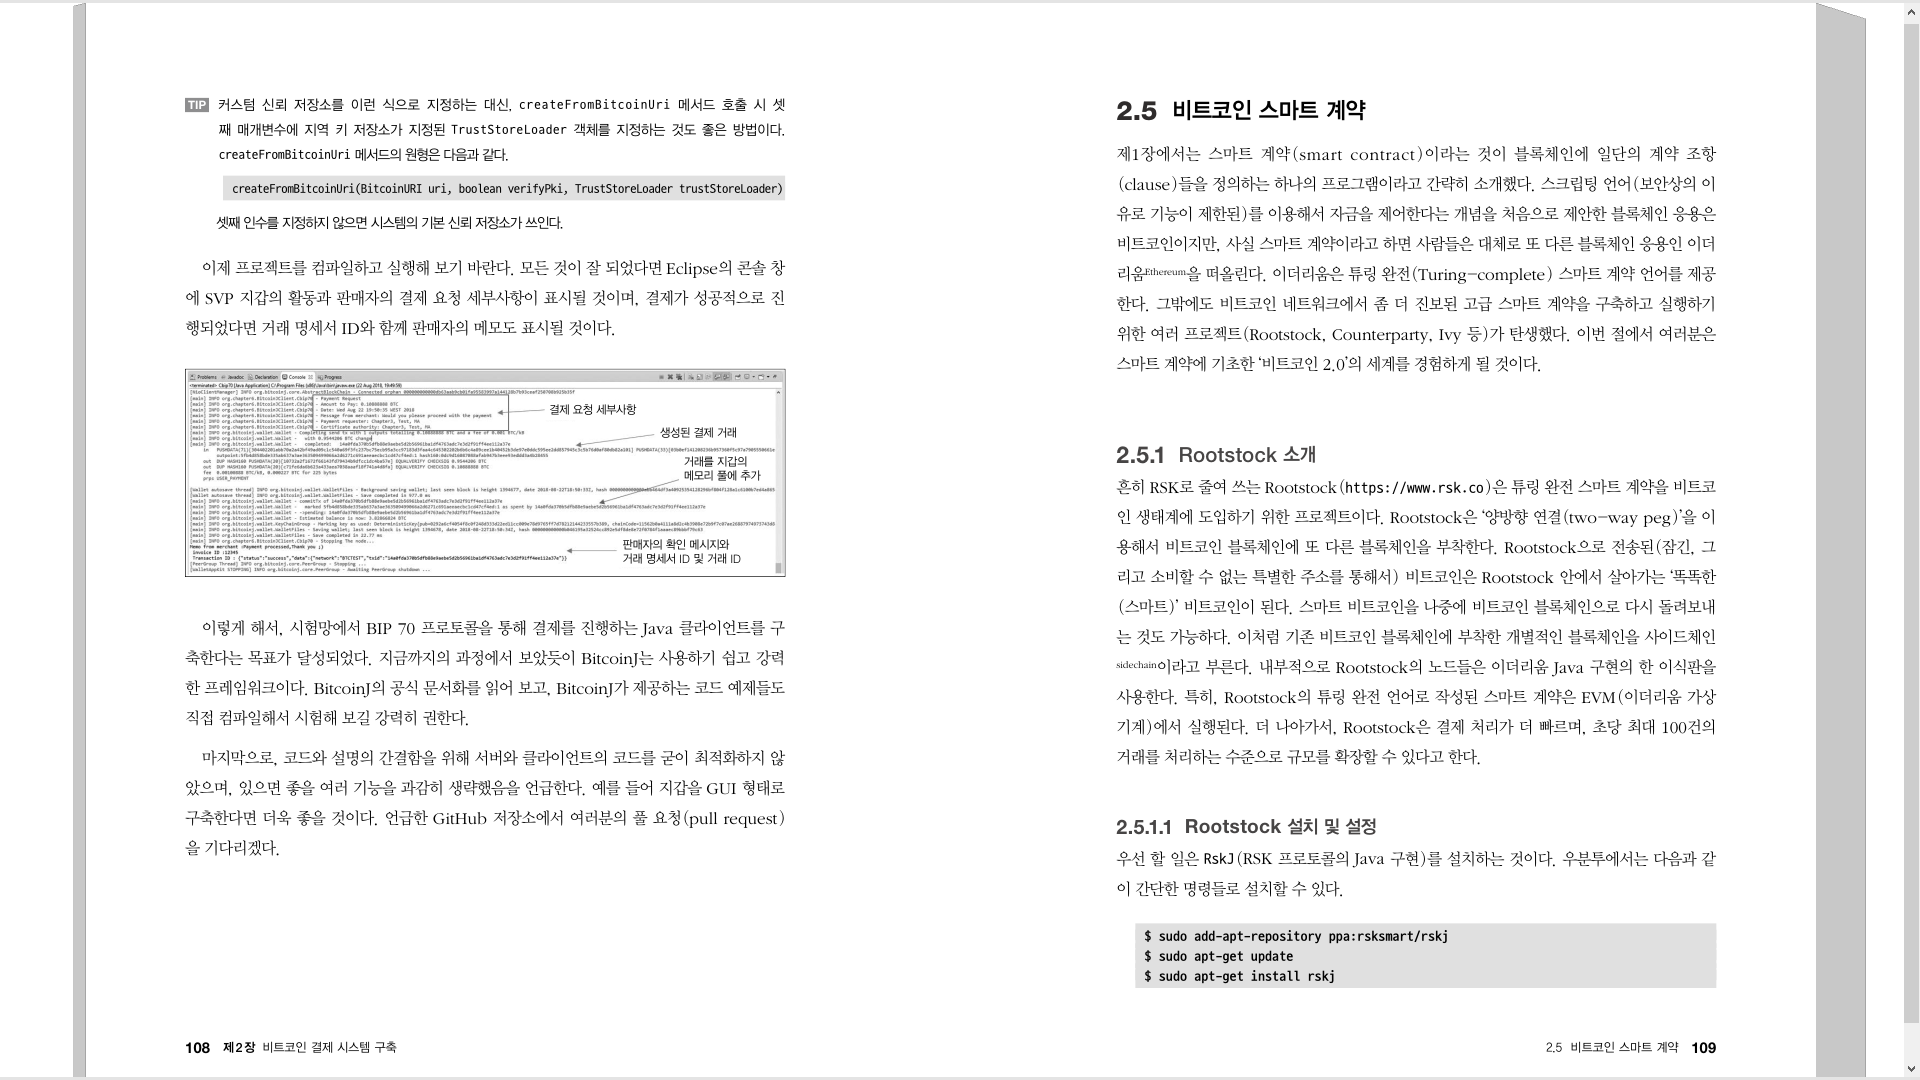 TIP 커스텀 신뢰 저장소를 이런 식으로 지정하는 대신, createFromBitcoinUri 메서드 호출 시 셋
째 매개변수에 지역 키 저장소가 지정된 TrustStoreLoader 객체를 지정하는 것도 좋은 방법이다.
createFromBitcoinUri 메서드의 원형은 다음과 같다.
createFromBitcoinUri(BitcoinURI uri, boolean verifyPki, TrustStoreLoader trustStoreLoader)
셋째 인수를 지정하지 않으면 시스템의 기본 신뢰 저장소가 쓰인다.
이제 프로젝트를 컴파일하고 실행해 보기 바란다. 모든 것이 잘 되었다면 Eclipse의 콘솔 창
에 SVP 지갑의 활동과 판매자의 결제 요청 세부사항이 표시될 것이며, 결제가 성공적으로 진
행되었다면 거래 명세서 ID와 함께 판매자의 메모도 표시될 것이다.
Problems Javadoc Declaration Console Progress
결제 요청 세부사항
생성된 결제 거래
거래를 지갑의
메모리 풀에 추가
판매자의 확인 메시지와
거래 명세서 ID 및 거래 ID
이렇게 해서, 시험망에서 BIP 70 프로토콜을 통해 결제를 진행하는 Java 클라이언트를 구
축한다는 목표가 달성되었다. 지금까지의 과정에서 보았듯이 BitcoinJ는 사용하기 쉽고 강력
한 프레임워크이다. BitcoinJ의 공식 문서화를 읽어 보고, BitcoinJ가 제공하는 코드 예제들도
직접 컴파일해서 시험해 보길 강력히 권한다.
마지막으로, 코드와 설명의 간결함을 위해 서버와 클라이언트의 코드를 굳이 최적화하지 않
았으며, 있으면 좋을 여러 기능을 과감히 생략했음을 언급한다. 예를 들어 지갑을 GUI 형태로
구축한다면 더욱 좋을 것이다. 언급한 GitHub 저장소에서 여러분의 풀 요청(pull request)
을 기다리겠다.
108 제2장 비트코인 결제 시스템 구축
2.5 비트코인 스마트 계약
제1장에서는 스마트 계약(smart contract)이라는 것이 블록체인에 일단의 계약 조항
(clause)들을 정의하는 하나의 프로그램이라고 간략히 소개했다. 스크립팅 언어(보안상의 이
유로 기능이 제한된)를 이용해서 자금을 제어한다는 개념을 처음으로 제안한 블록체인 응용은
비트코인이지만, 사실 스마트 계약이라고 하면 사람들은 대체로 또 다른 블록체인 응용인 이더
리움Ethereum을 떠올린다. 이더리움은 튜링 완전(Turing-complete) 스마트 계약 언어를 제공
한다. 그밖에도 비트코인 네트워크에서 좀 더 진보된 고급 스마트 계약을 구축하고 실행하기
위한 여러 프로젝트(Rootstock, Counterparty, Ivy 등)가 탄생했다. 이번 절에서 여러분은
스마트 계약에 기초한 ‘비트코인 2.0’의 세계를 경험하게 될 것이다.
2.5.1 Rootstock 소개
흔히 RSK로 줄여 쓰는 Rootstock(https://www.rsk.co)은 튜링 완전 스마트 계약을 비트코
인 생태계에 도입하기 위한 프로젝트이다. Rootstock은 ‘양방향 연결(two-way peg)’을 이
용해서 비트코인 블록체인에 또 다른 블록체인을 부착한다. Rootstock으로 전송된(잠긴, 그
리고 소비할 수 없는 특별한 주소를 통해서) 비트코인은 Rootstock 안에서 살아가는 ‘똑똑한
(스마트)’ 비트코인이 된다. 스마트 비트코인을 나중에 비트코인 블록체인으로 다시 돌려보내
는 것도 가능하다. 이처럼 기존 비트코인 블록체인에 부착한 개별적인 블록체인을 사이드체인
sidechain이라고 부른다. 내부적으로 Rootstock의 노드들은 이더리움 Java 구현의 한 이식판을
사용한다. 특히, Rootstock의 튜링 완전 언어로 작성된 스마트 계약은 EVM(이더리움 가상
기계)에서 실행된다. 더 나아가서, Rootstock은 결제 처리가 더 빠르며, 초당 최대 100건의
거래를 처리하는 수준으로 규모를 확장할 수 있다고 한다.
2.5.1.1 Rootstock 설치 및 설정
우선 할 일은 RskJ(RSK 프로토콜의 Java 구현)를 설치하는 것이다. 우분투에서는 다음과 같
이 간단한 명령들로 설치할 수 있다.
$ sudo add-apt-repository ppa:rsksmart/rskj
$ sudo apt-get update
$ sudo apt-get install rskj
2.5 비트코인 스마트 계약 109